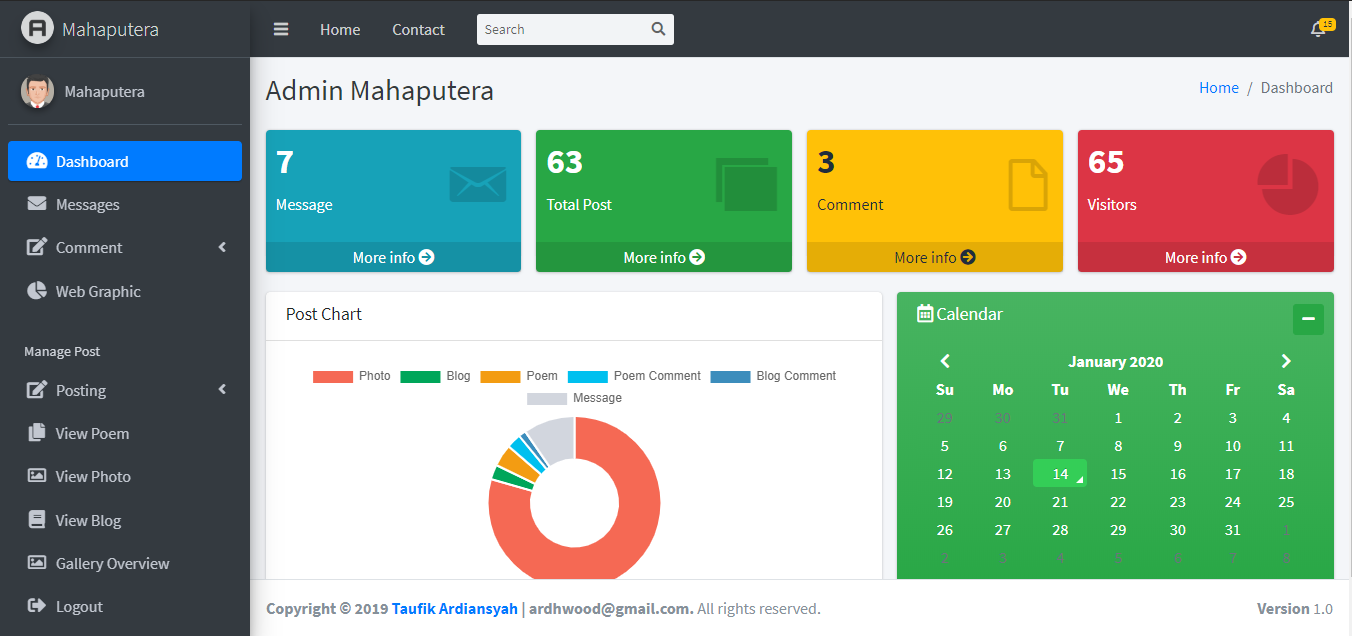 A Mahaputera
Home Contact Search 15
Mahaputera
Admin Mahaputera
Home / Dashboard
Dashboard
Messages
Comment
Web Graphic
Manage Post
Posting
View Poem
View Photo
View Blog
Gallery Overview
Logout
7
Message
More info
63
Total Post
More info
3
Comment
More info
65
Visitors
More info
Post Chart
Photo Blog Poem Poem Comment Blog Comment
Message
Calendar
January 2020
Su Mo Tu We Th Fr Sa
29 30 31 1 2 3 4
5 6 7 8 9 10 11
12 13 14 15 16 17 18
19 20 21 22 23 24 25
26 27 28 29 30 31 1
2 3 4 5 6 7 8
Copyright © 2019 Taufik Ardiansyah | ardhwood@gmail.com. All rights reserved.
Version 1.0